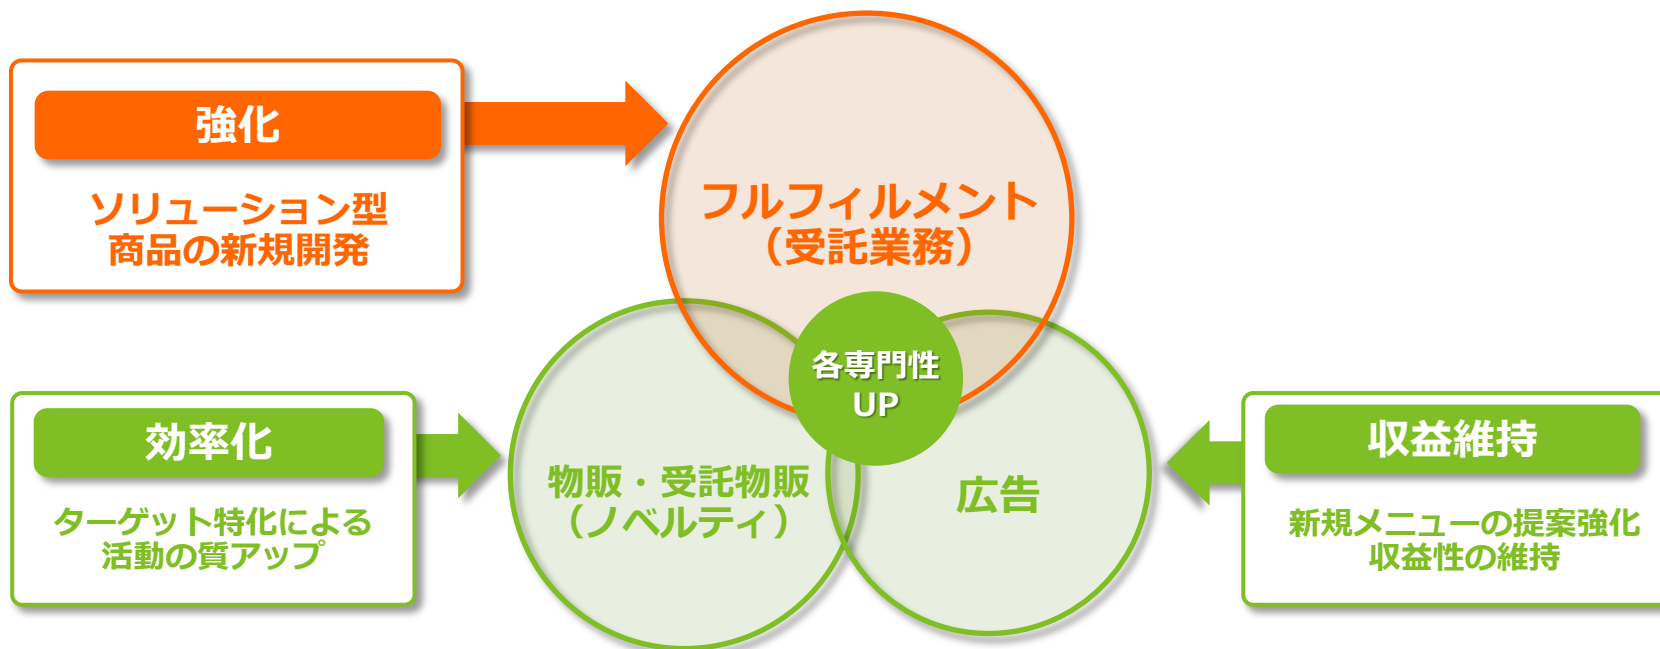 強化
ソリューション型
商品の新規開発
フルフィルメント
（受託業務）
各専門性
UP
効率化
ターゲット特化による
活動の質アップ
物販・受託物販
（ノベルティ）
広告
収益維持
新規メニューの提案強化
収益性の維持